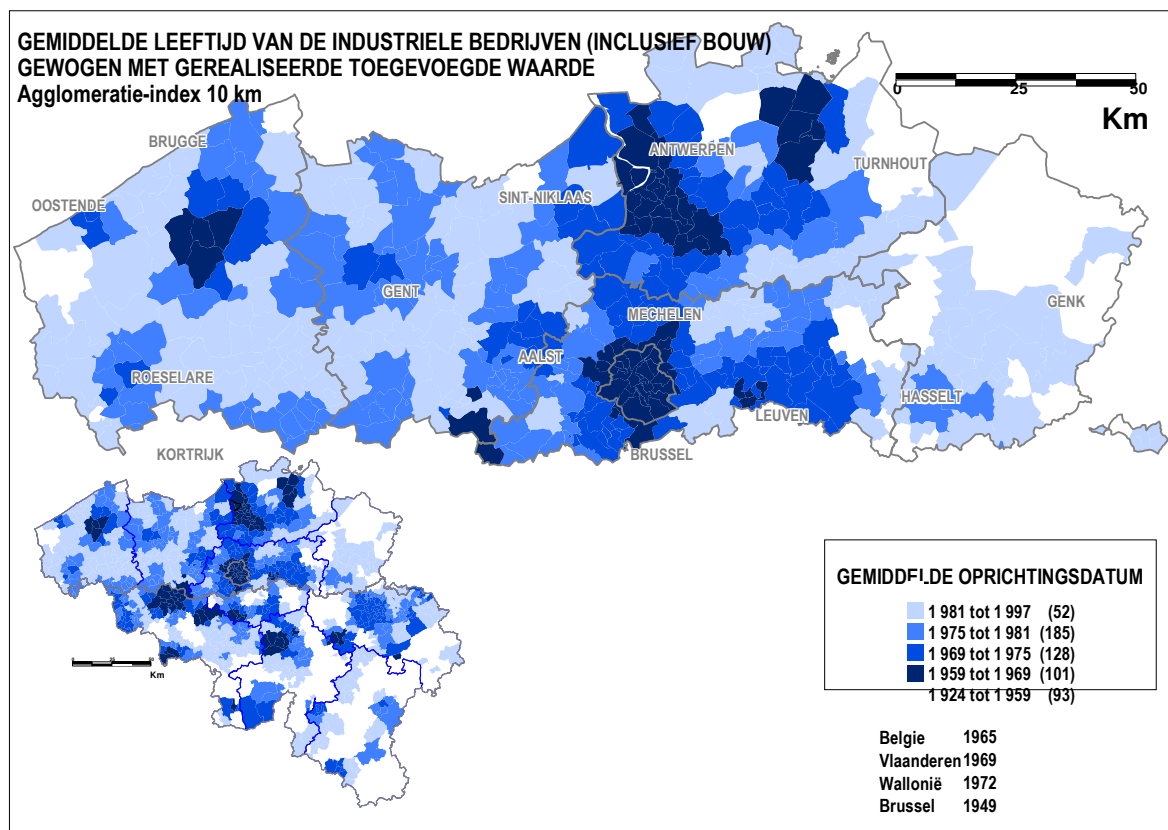 GEMIDDELDE LEEFTIJD VAN DE INDUSTRIELE BEDRIJVEN (INCLUSIEF BOUW)
GEWOGEN MET GEREALISEERDE TOEGEVOEGDE WAARDE
Agglomeratie-index 10 km
0 25 50
Km
BRUGGE
ANTWERPEN
TURNHOUT
OOSTENDE
SINT-NIKLAAS
GENT
GENK
MECHELEN
AALST
ROESELARE
HASSELT
LEUVEN
KORTRIJK
BRUSSEL
Km
GEMIDDELDE OPRICHTINGSDATUM
1 981 tot 1 997 (52)
1 975 tot 1 981 (185)
1 969 tot 1 975 (128)
1 959 tot 1 969 (101)
1 924 tot 1 959 (93)
Belgie 1965
Vlaanderen 1969
Wallonië 1972
Brussel 1949